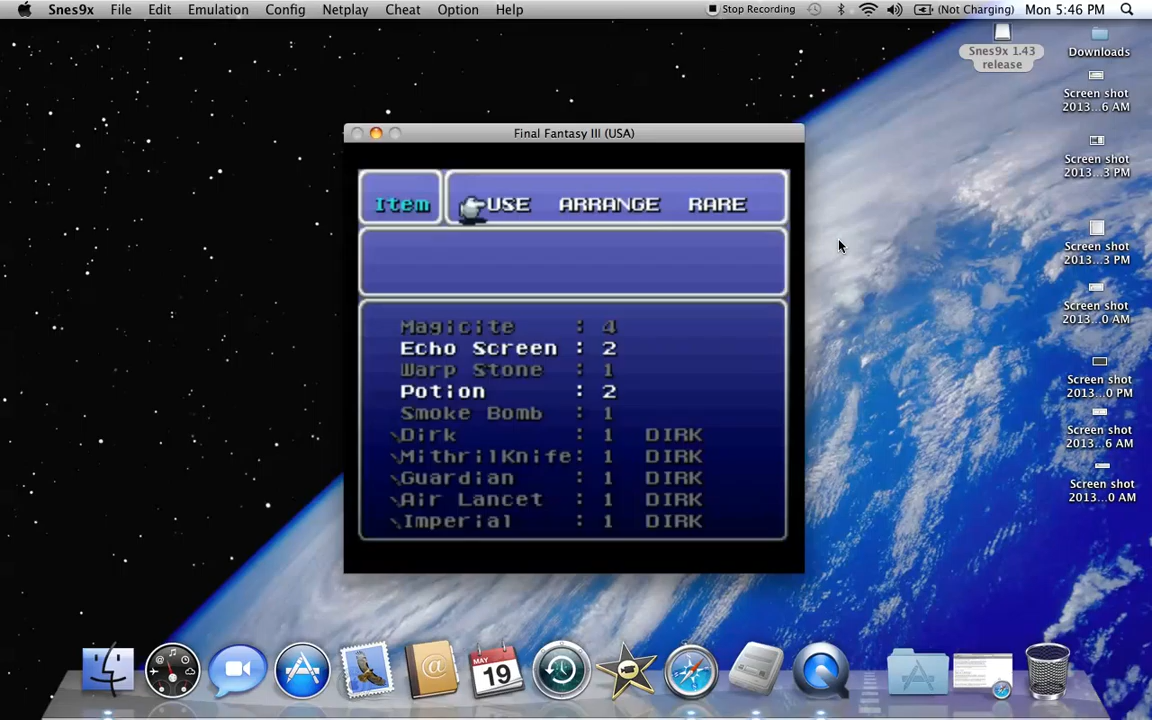 Snes9x File Edit Emulation Config Netplay Cheat Option Help Stop Recording (Not Charging) Mon 5:46 PM
Snes9x 1.43
release
Downloads
Screen shot
2013...6 AM
Screen shot
2013...3 PM
Screen shot
2013...3 PM
Screen shot
2013...0 AM
Screen shot
2013...0 PM
Screen shot
2013...6 AM
Screen shot
2013...0 AM
Final Fantasy III (USA)
Item USE ARRANGE RARE
Magicite : 4
Echo Screen : 2
Warp Stone : 1
Potion : 2
Smoke Bomb : 1
Dirk : 1 DIRK
MithrilKnife: 1 DIRK
Guardian : 1 DIRK
Air Lancet : 1 DIRK
Imperial : 1 DIRK
MAY
19